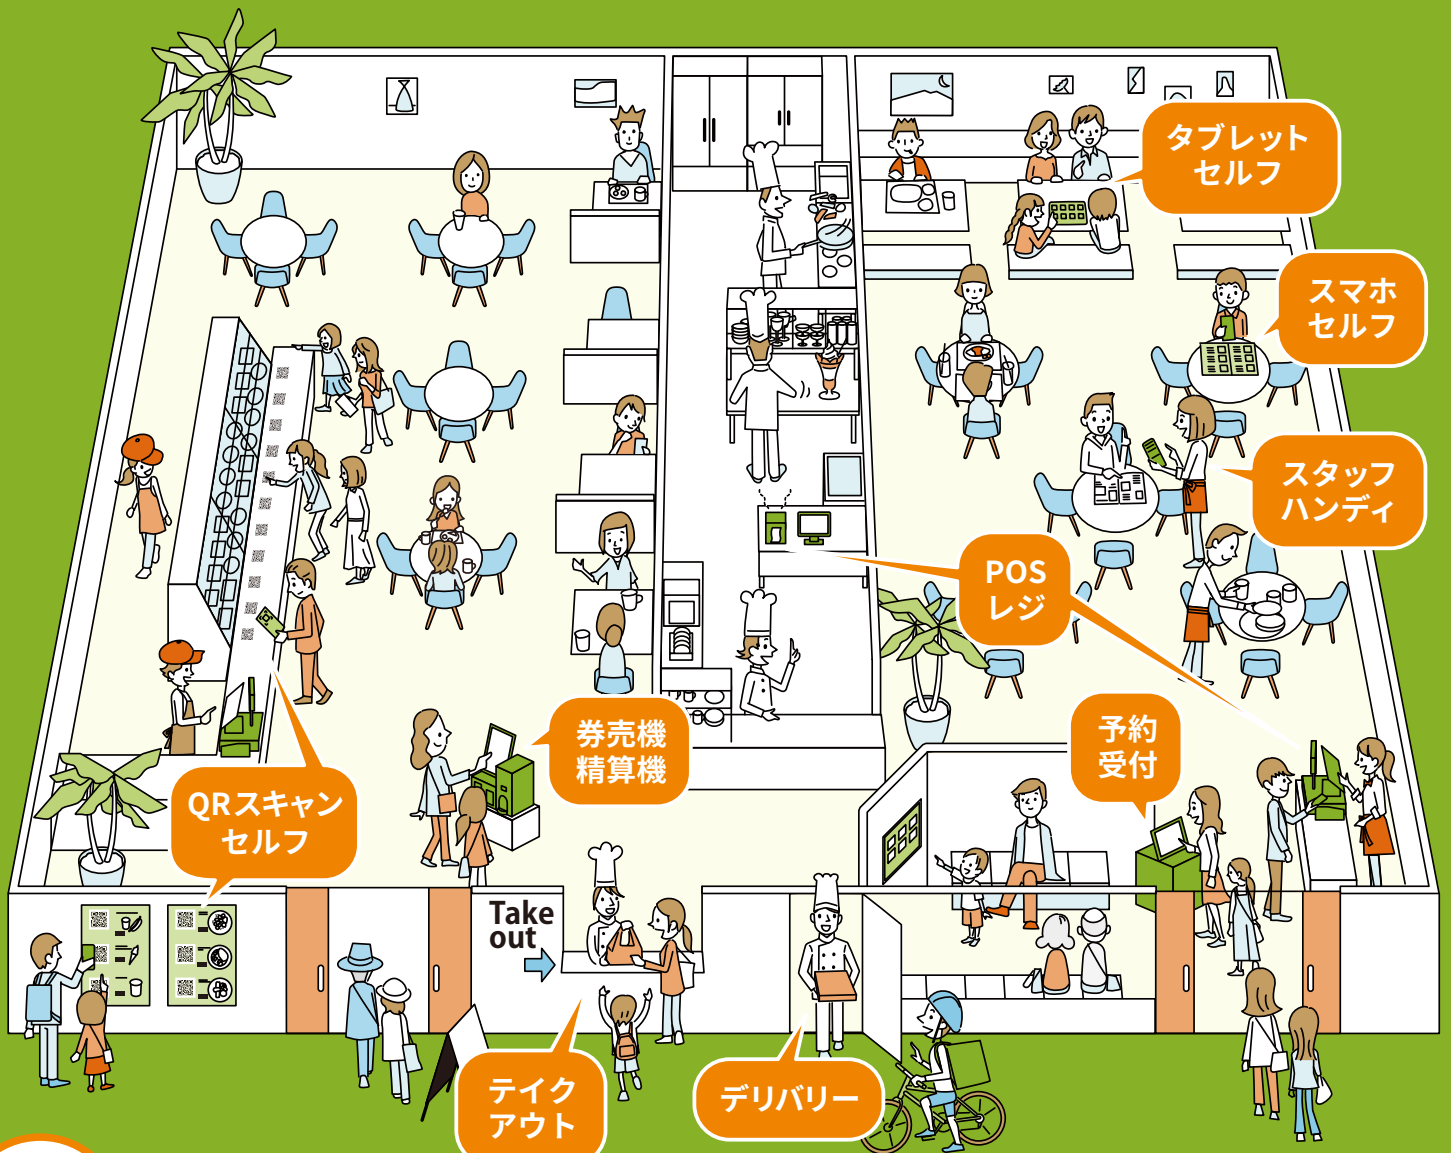 タブレット
セルフ
スマホ
セルフ
スタッフ
ハンディ
POS
レジ
予約
受付
券売機
精算機
QRスキャン
セルフ
Take
out
テイク
アウト
デリバリー